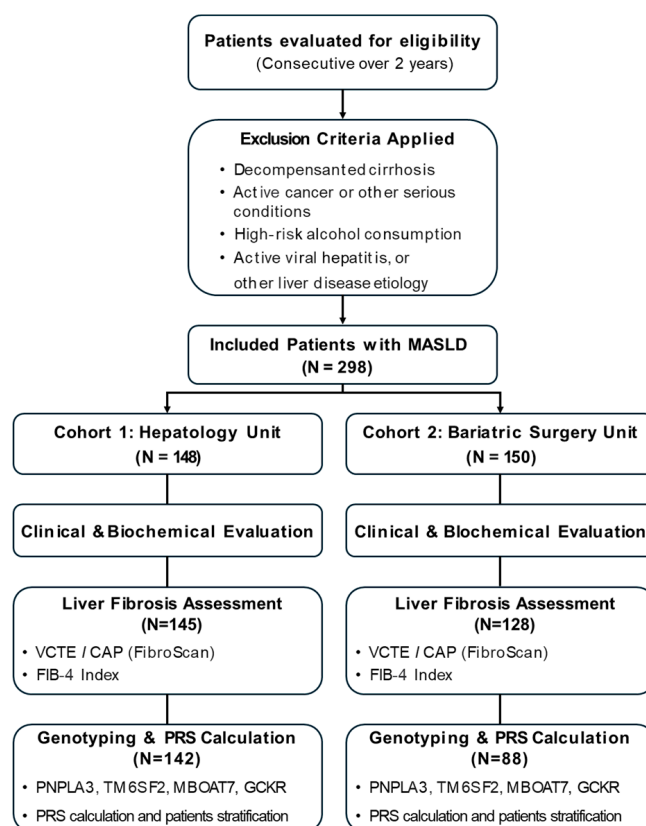 Patients evaluated for eligibility
(Consecutive over 2 years)
Exclusion Criteria Applied
• Decompensanted cirrhosis
• Active cancer or other serious
conditions
• High-risk alcohol consumption
• Active viral hepatitis, or
other liver disease etiology
Included Patients with MASLD
(N = 298)
Cohort 1: Hepatology Unit
(N = 148)
Clinical & Biochemical Evaluation
Liver Fibrosis Assessment
(N=145)
• VCTE / CAP (FibroScan)
• FIB-4 Index
Genotyping & PRS Calculation
(N=142)
• PNPLA3, TM6SF2, MBOAT7, GCKR
• PRS calculation and patients stratification
Cohort 2: Bariatric Surgery Unit
(N = 150)
Clinical & Blochemical Evaluation
Liver Fibrosis Assessment
(N=128)
• VCTE / CAP (FibroScan)
• FIB-4 Index
Genotyping & PRS Calculation
(N=88)
• PNPLA3, TM6SF2, MBOAT7, GCKR
• PRS calculation and patients stratification